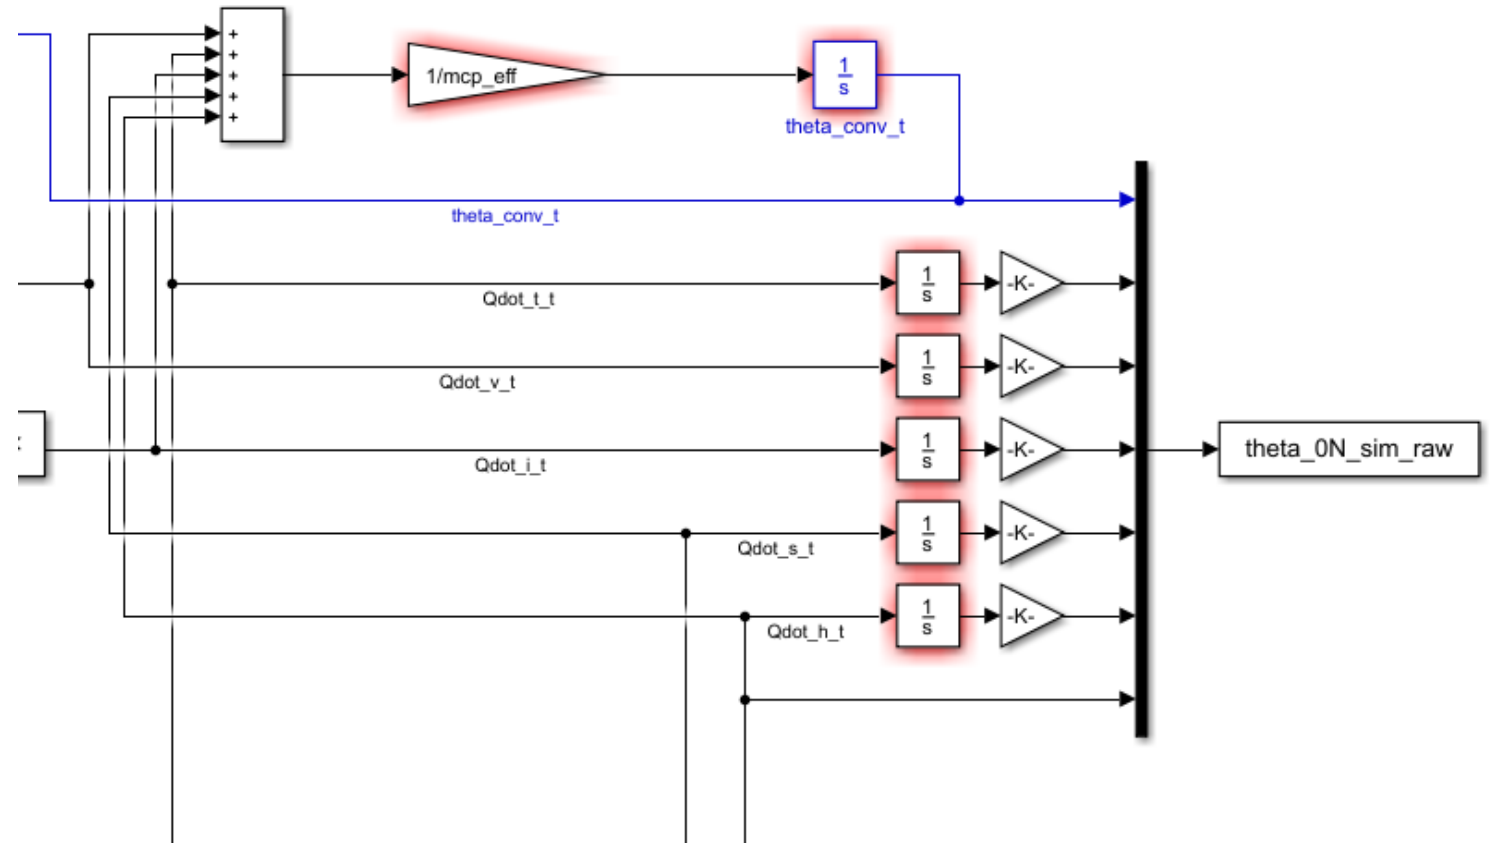 +
+
+
+
+
1/mcp_eff
1
s
theta_conv_t
theta_conv_t
Qdot_t_t
1
s
-K-
Qdot_v_t
1
s
-K-
Qdot_i_t
1
s
-K-
theta_0N_sim_raw
Qdot_s_t
1
s
-K-
Qdot_h_t
1
s
-K-